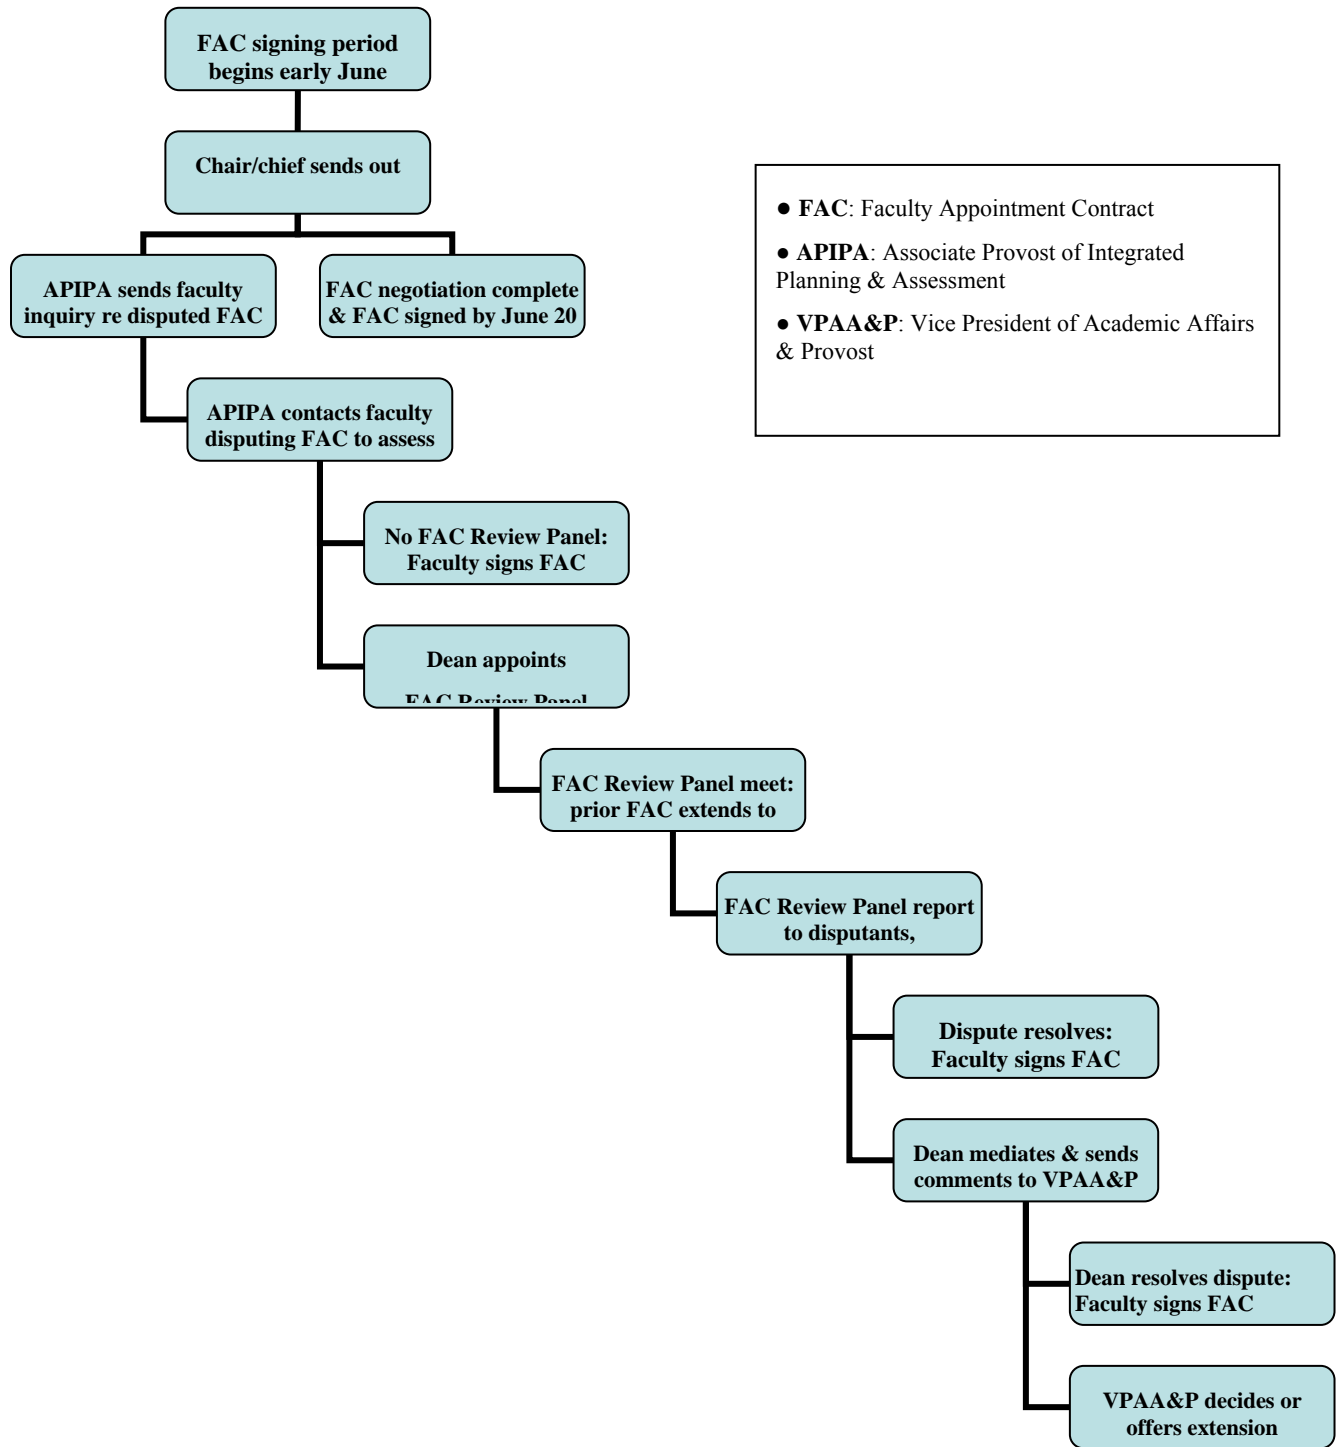 FAC signing period
begins early June
Chair/chief sends out
● FAC: Faculty Appointment Contract
● APIPA: Associate Provost of Integrated
Planning & Assessment
● VPAA&P: Vice President of Academic Affairs
& Provost
APIPA sends faculty
inquiry re disputed FAC
FAC negotiation complete
& FAC signed by June 20
APIPA contacts faculty
disputing FAC to assess
No FAC Review Panel:
Faculty signs FAC
Dean appoints
FAC Review Panel
FAC Review Panel meet:
prior FAC extends to
FAC Review Panel report
to disputants,
Dispute resolves:
Faculty signs FAC
Dean mediates & sends
comments to VPAA&P
Dean resolves dispute:
Faculty signs FAC
VPAA&P decides or
offers extension